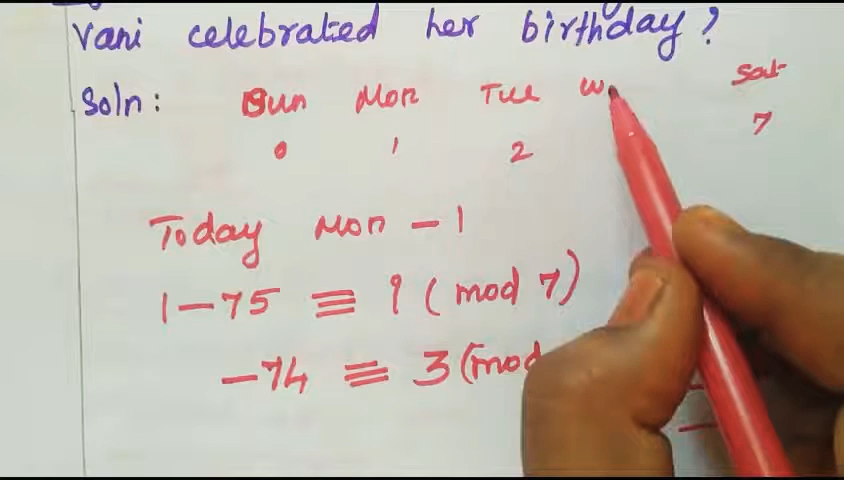 Vani celebrated her birthday?
Soln: Sun Mon Tue W Sat
0 1 2 7
Today Mon - 1
1-75 ≡ ? (mod 7)
-74 ≡ 3 (mod